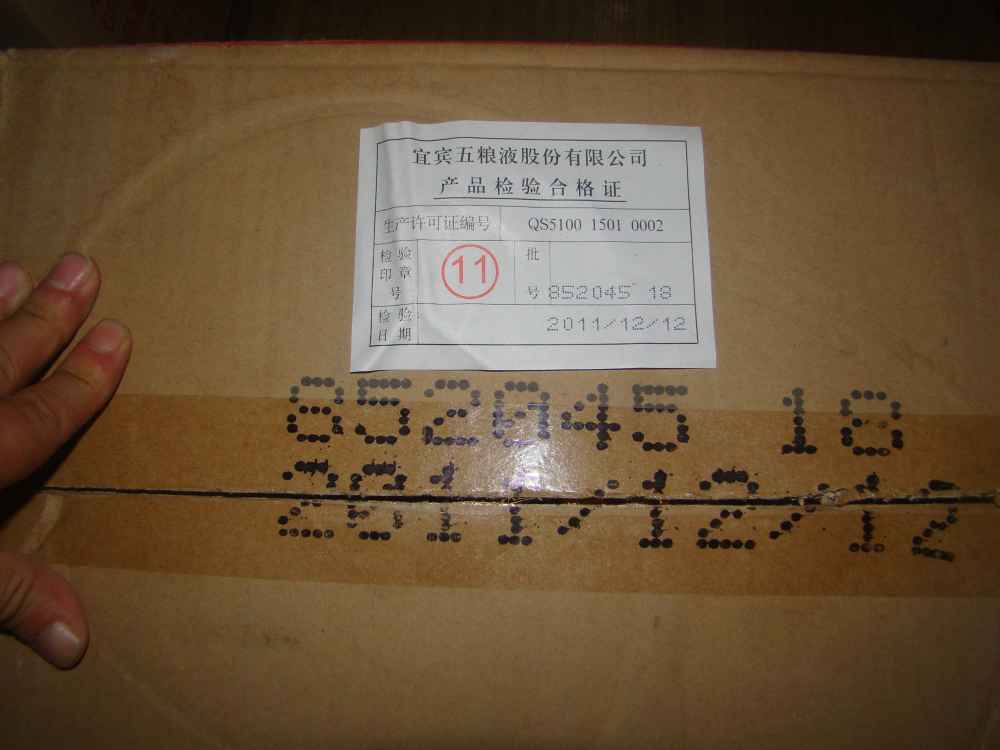 宜宾五粮液股份有限公司
产品检验合格证
生产许可证编号 QS5100 1501 0002
检验印章号 11 批号 852045 18
检验日期 2011/12/12
852045 18
2011/12/12